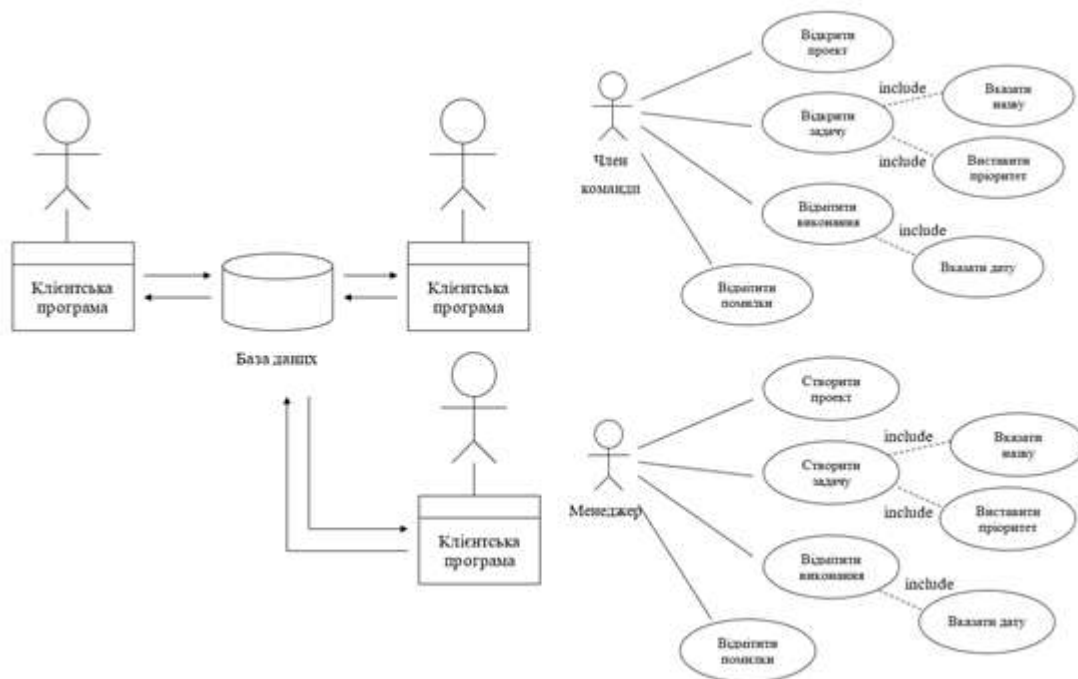 Клієнтська
програма
База даних
Клієнтська
програма
Клієнтська
програма
Член
команди
Відкрити
проект
Відкрити
задачу
include
Вказати
назву
include
Виставити
пріоритет
Відмітити
виконання
include
Вказати дату
Відмітити
помилки
Менеджер
Створити
проект
Створити
задачу
include
Вказати
назву
include
Виставити
пріоритет
Відмітити
виконання
include
Вказати дату
Відмітити
помилки